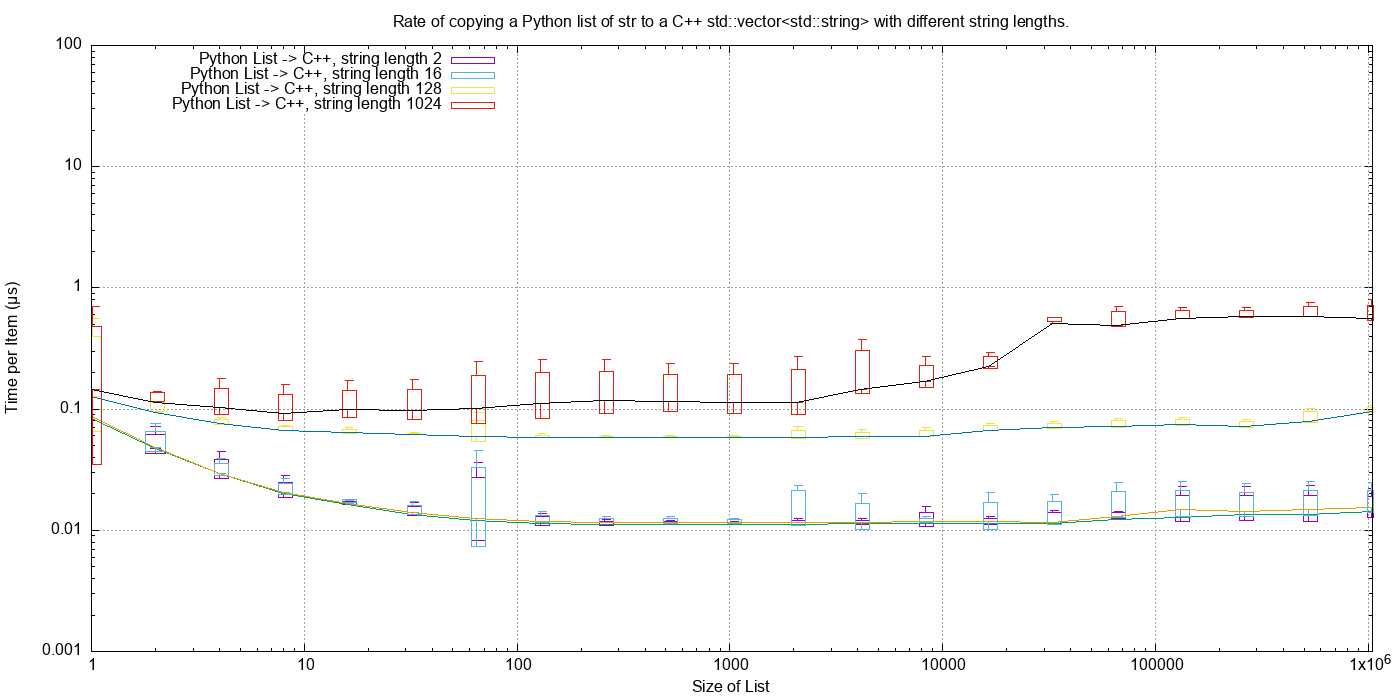 Rate of copying a Python list of str to a C++ std::vector<std::string> with different string lengths.
Python List -> C++, string length 2
Python List -> C++, string length 16
Python List -> C++, string length 128
Python List -> C++, string length 1024
100
10
1
0.1
0.01
0.001
Time per Item (µs)
1 10 100 1000 10000 100000 1x10⁶
Size of List